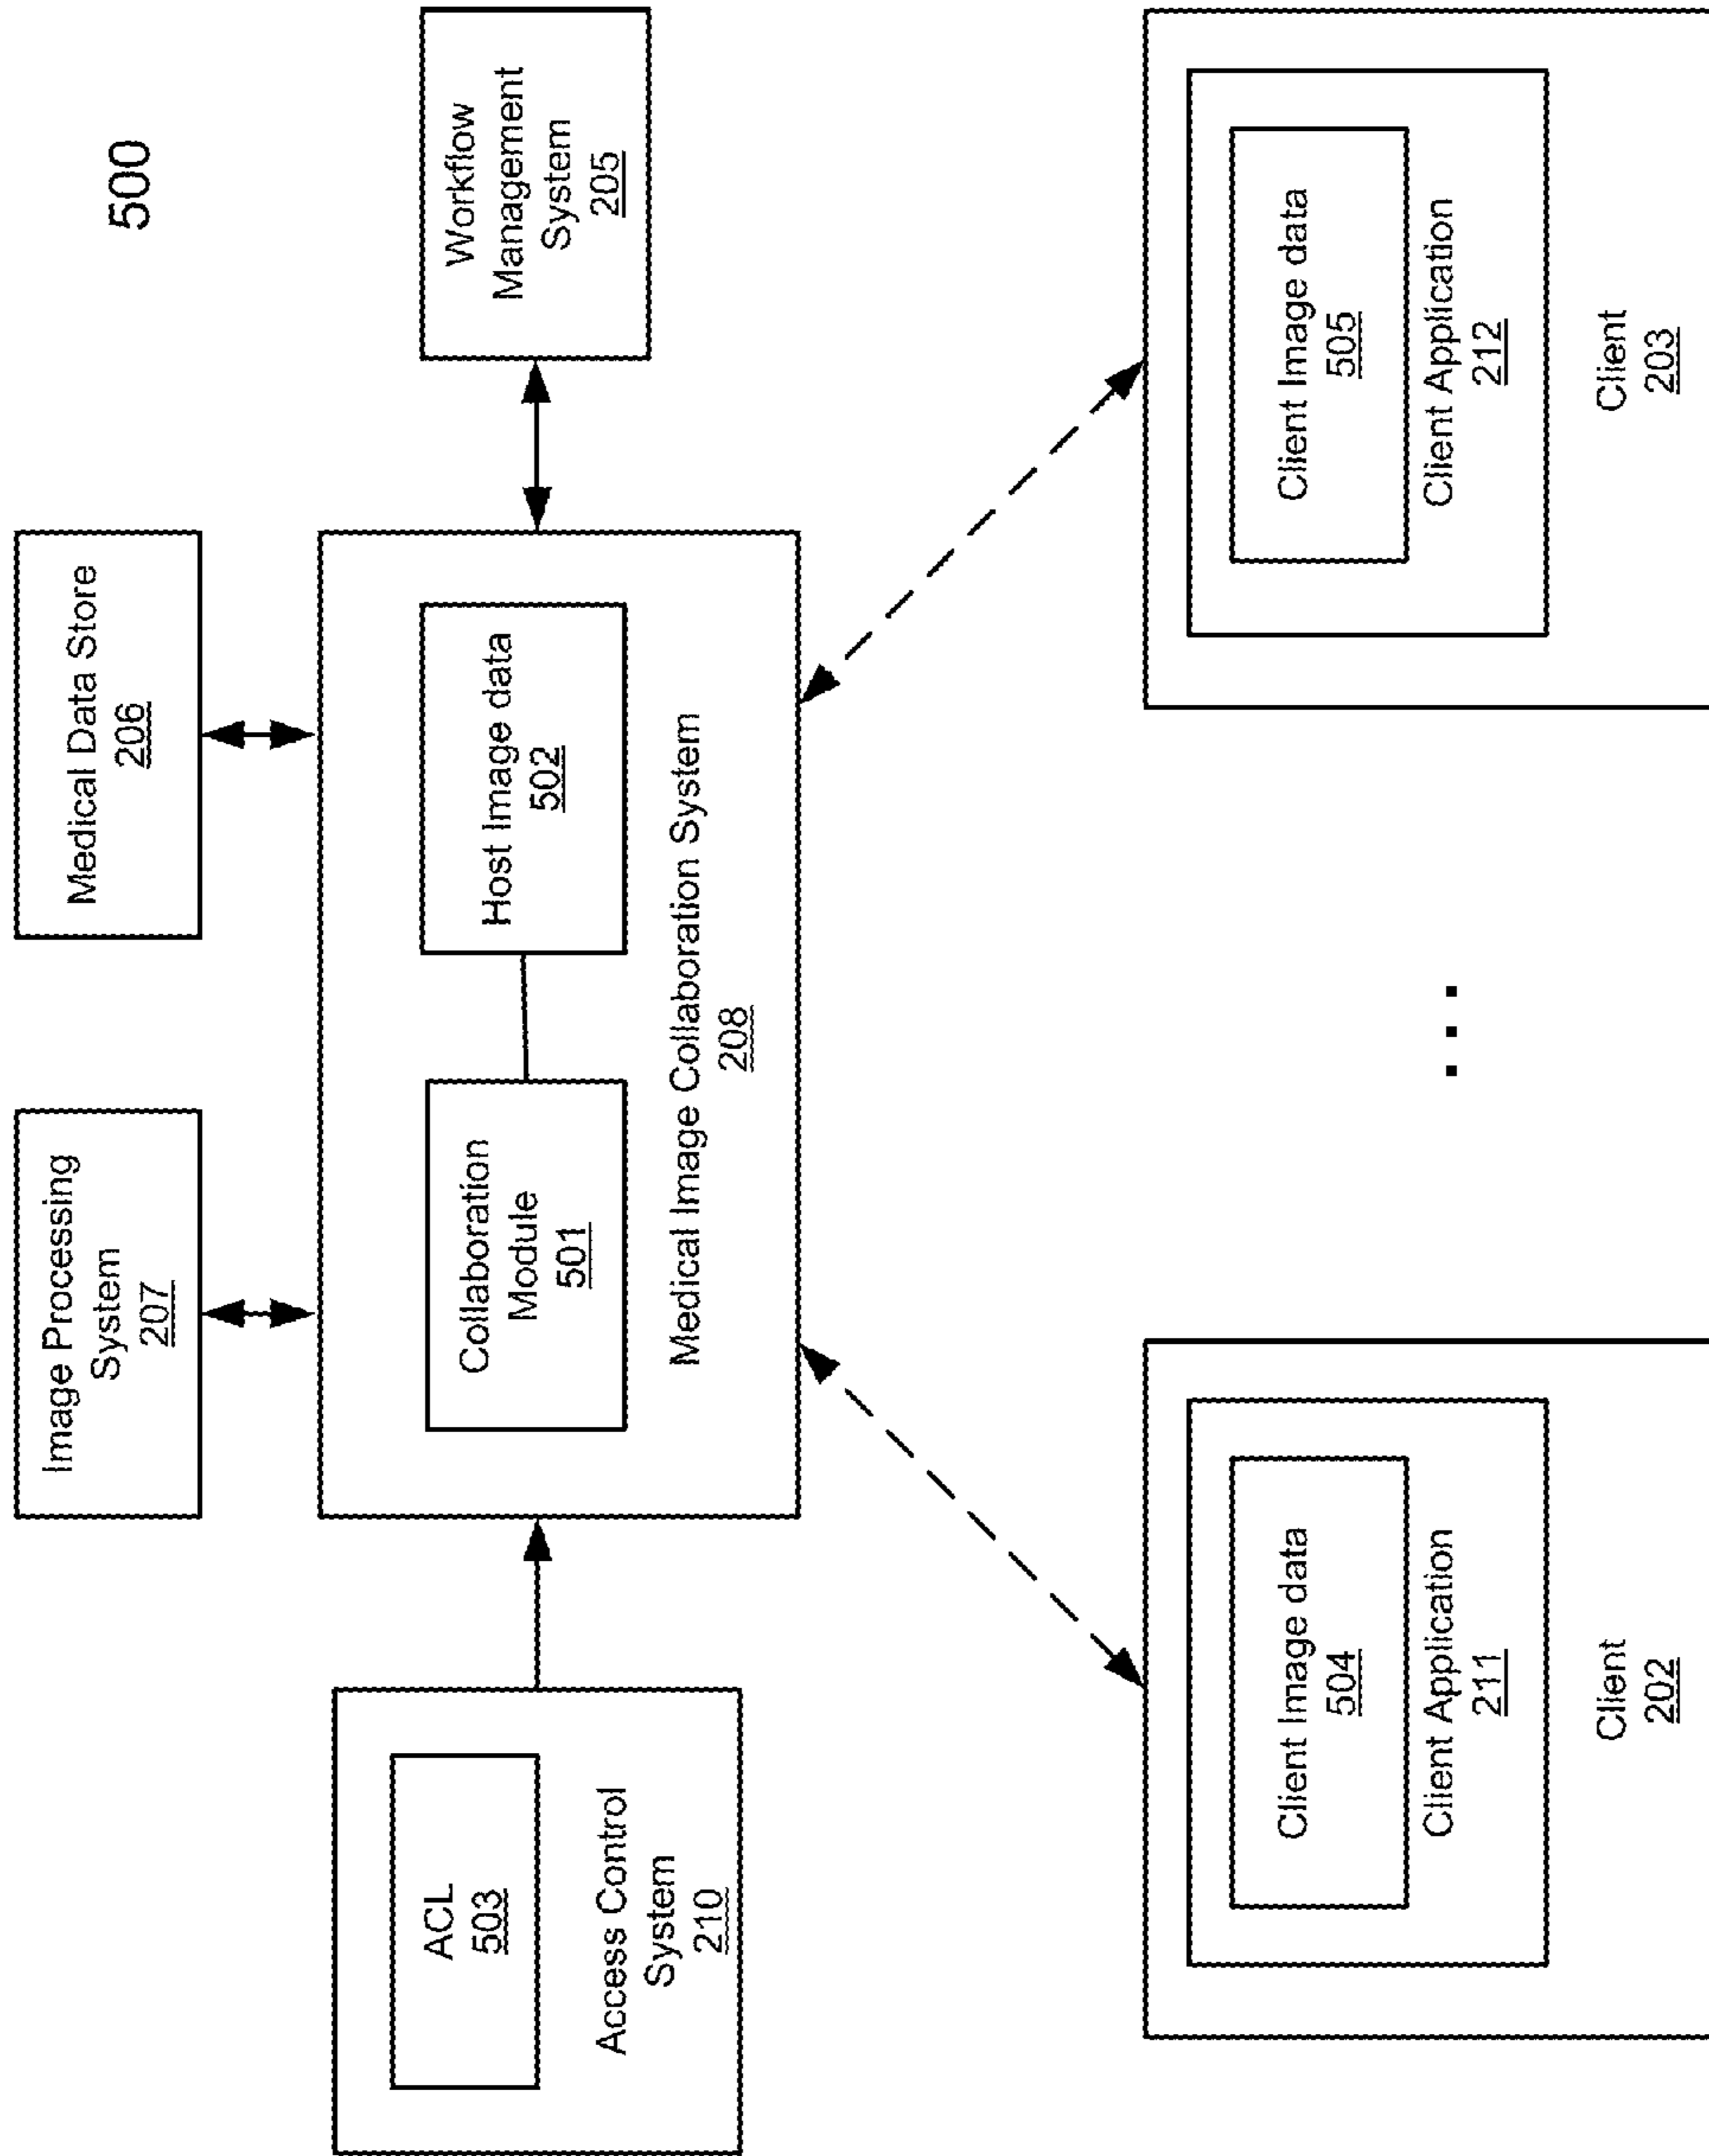 500
Image Processing
System
207
Medical Data Store
206
ACL
503
Access Control
System
210
Collaboration
Module
501
Host Image data
502
Medical Image Collaboration System
208
Workflow
Management
System
205
Client Image data
504
Client Application
211
Client
202
. . .
Client Image data
505
Client Application
212
Client
203